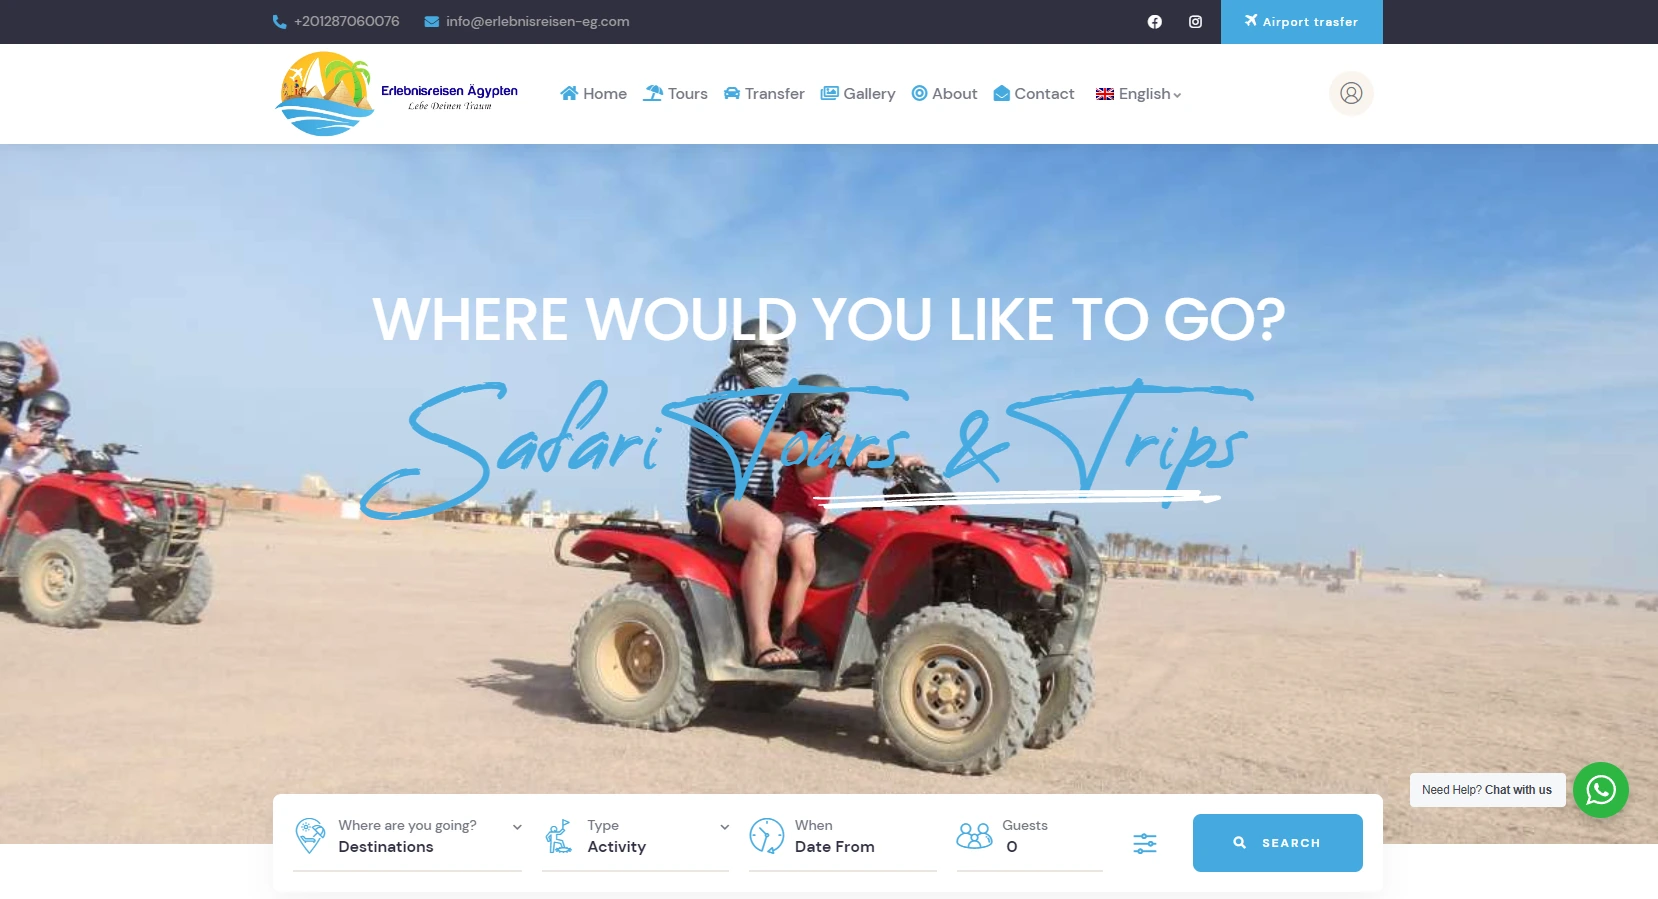 +201287060076 info@erlebnisreisen-eg.com Airport trasfer
Erlebnisreisen Ägypten
Lebe Deinen Traum
Home Tours Transfer Gallery About Contact English
WHERE WOULD YOU LIKE TO GO?
Safari Tours & Trips
Need Help? Chat with us
Where are you going? Type When Guests
Destinations Activity Date From 0
SEARCH